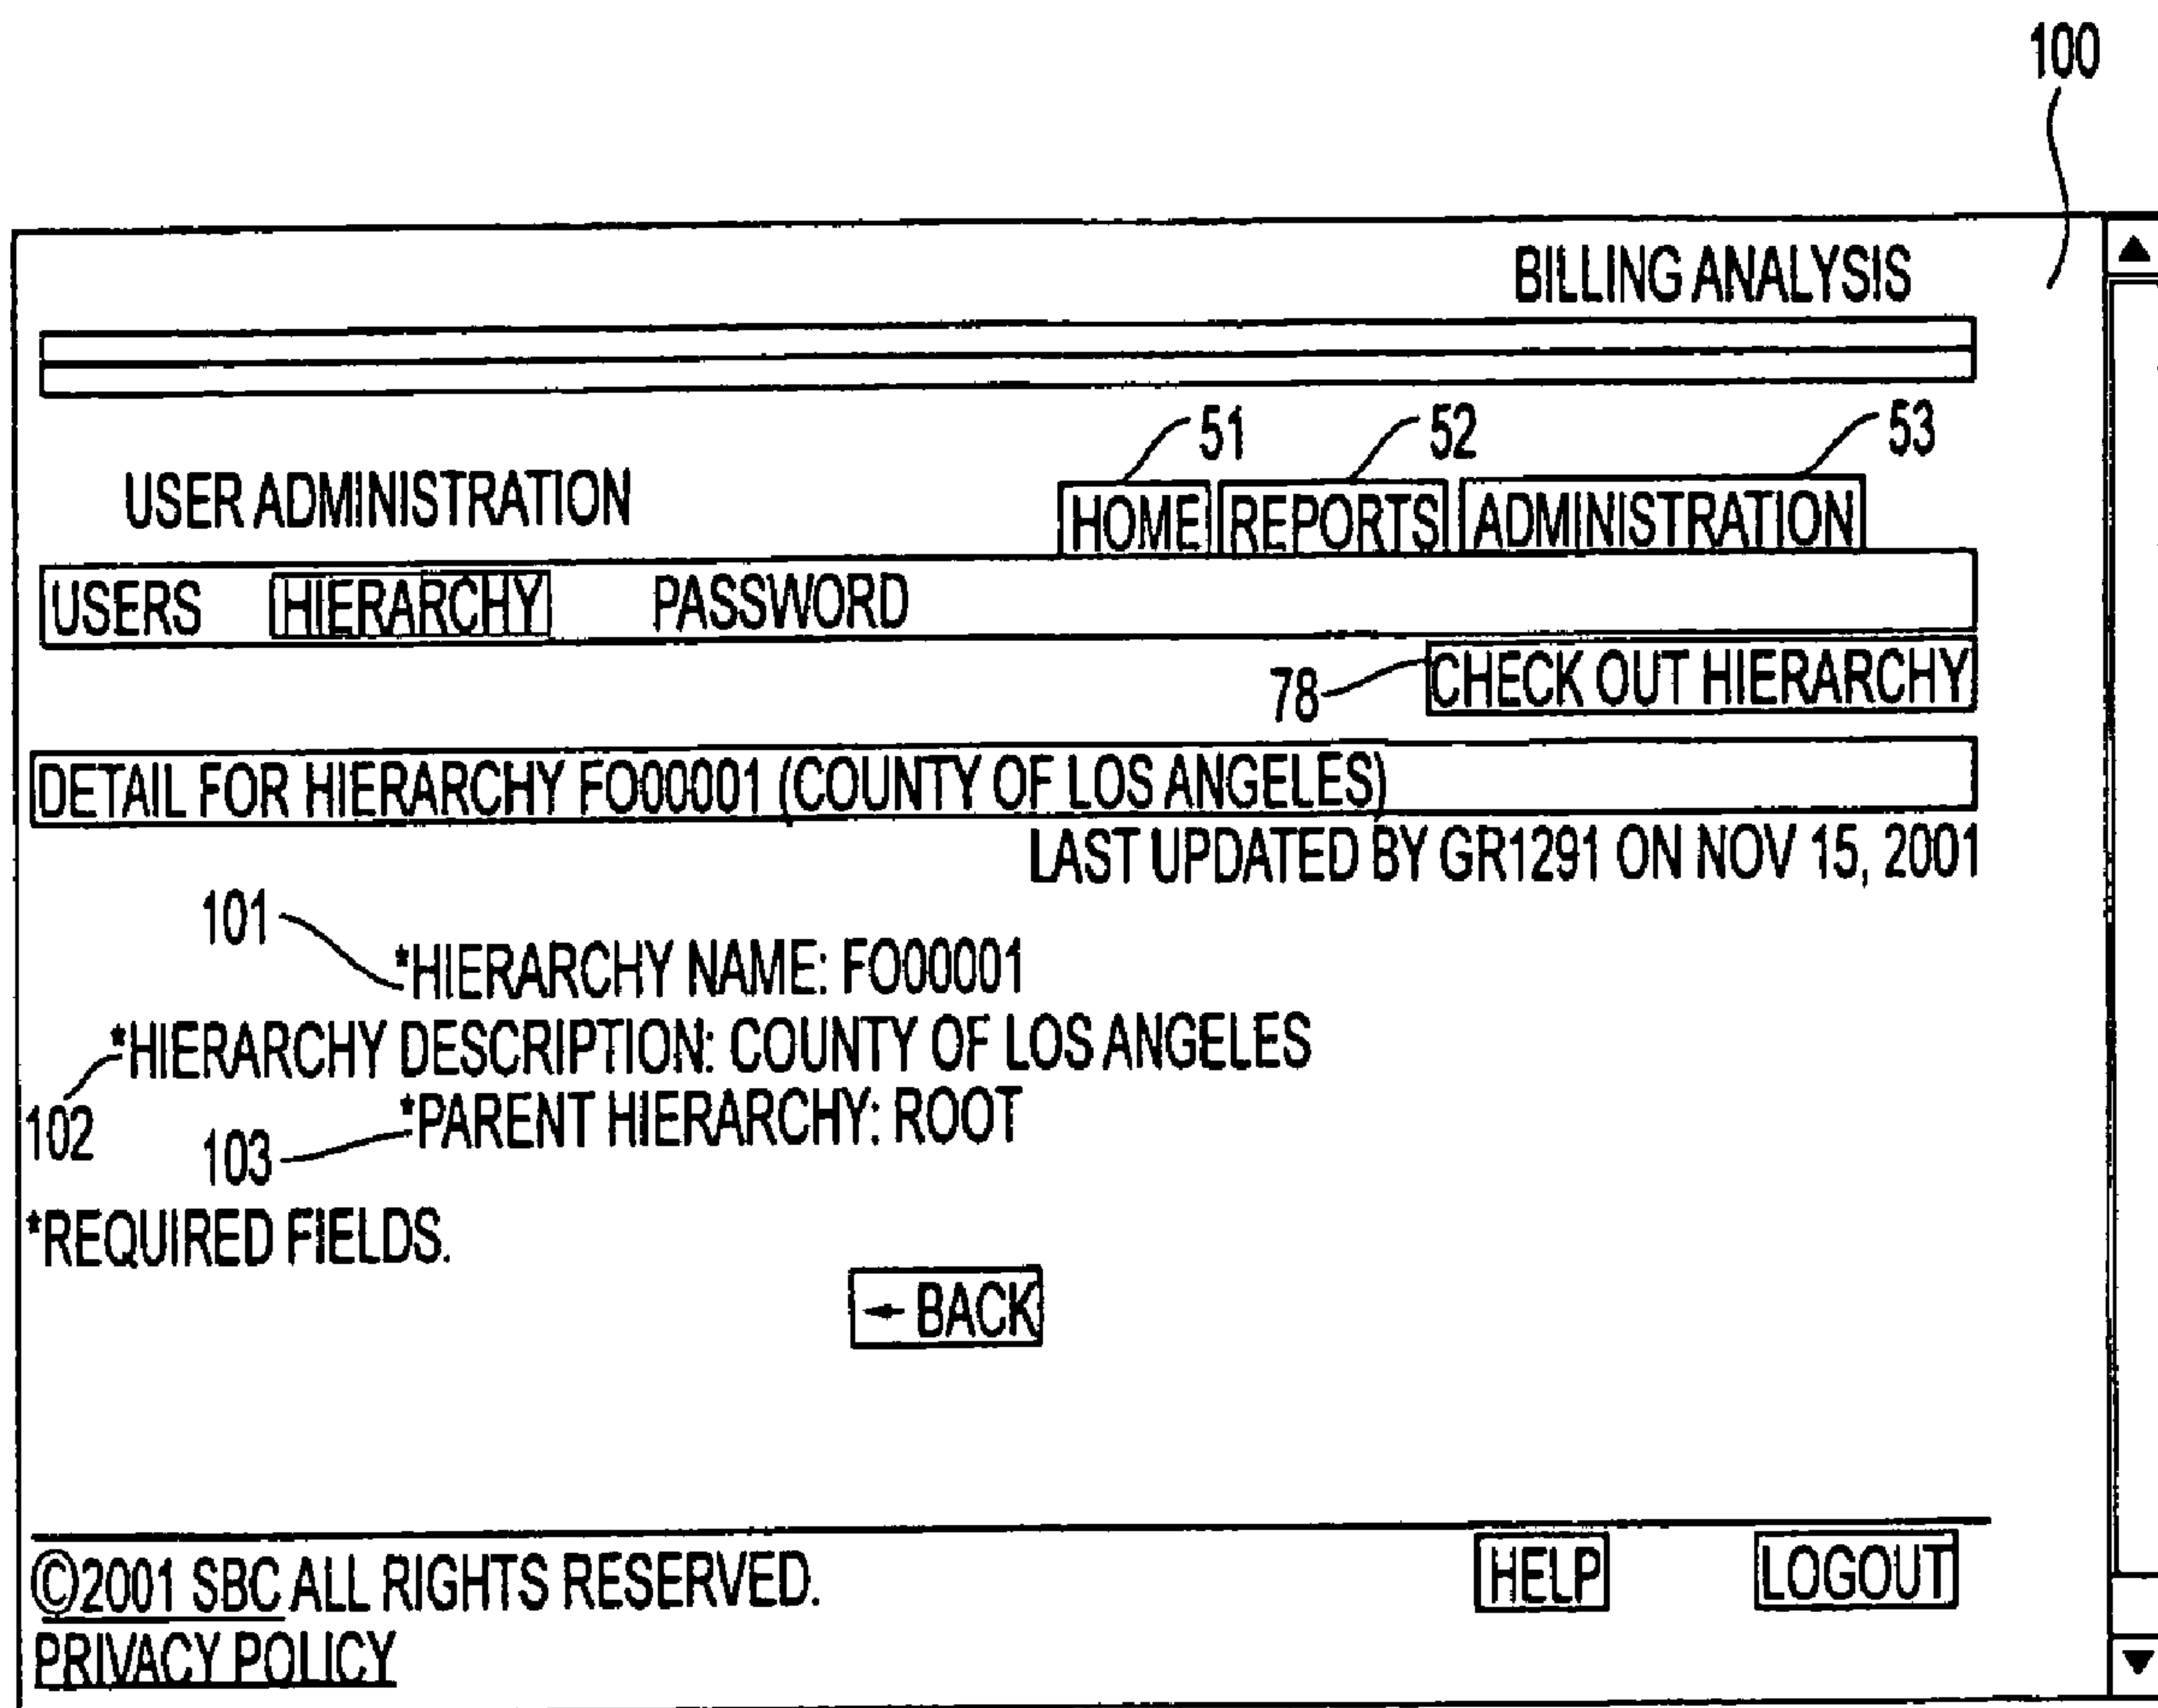 100
BILLING ANALYSIS
51 52 53
USER ADMINISTRATION HOME REPORTS ADMINISTRATION
USERS HIERARCHY PASSWORD
78 CHECK OUT HIERARCHY
DETAIL FOR HIERARCHY FO00001 (COUNTY OF LOS ANGELES)
LAST UPDATED BY GR1291 ON NOV 15, 2001
101
*HIERARCHY NAME: FO00001
*HIERARCHY DESCRIPTION: COUNTY OF LOS ANGELES
102
*PARENT HIERARCHY: ROOT
103
*REQUIRED FIELDS.
← BACK
©2001 SBC ALL RIGHTS RESERVED. HELP LOGOUT
PRIVACY POLICY